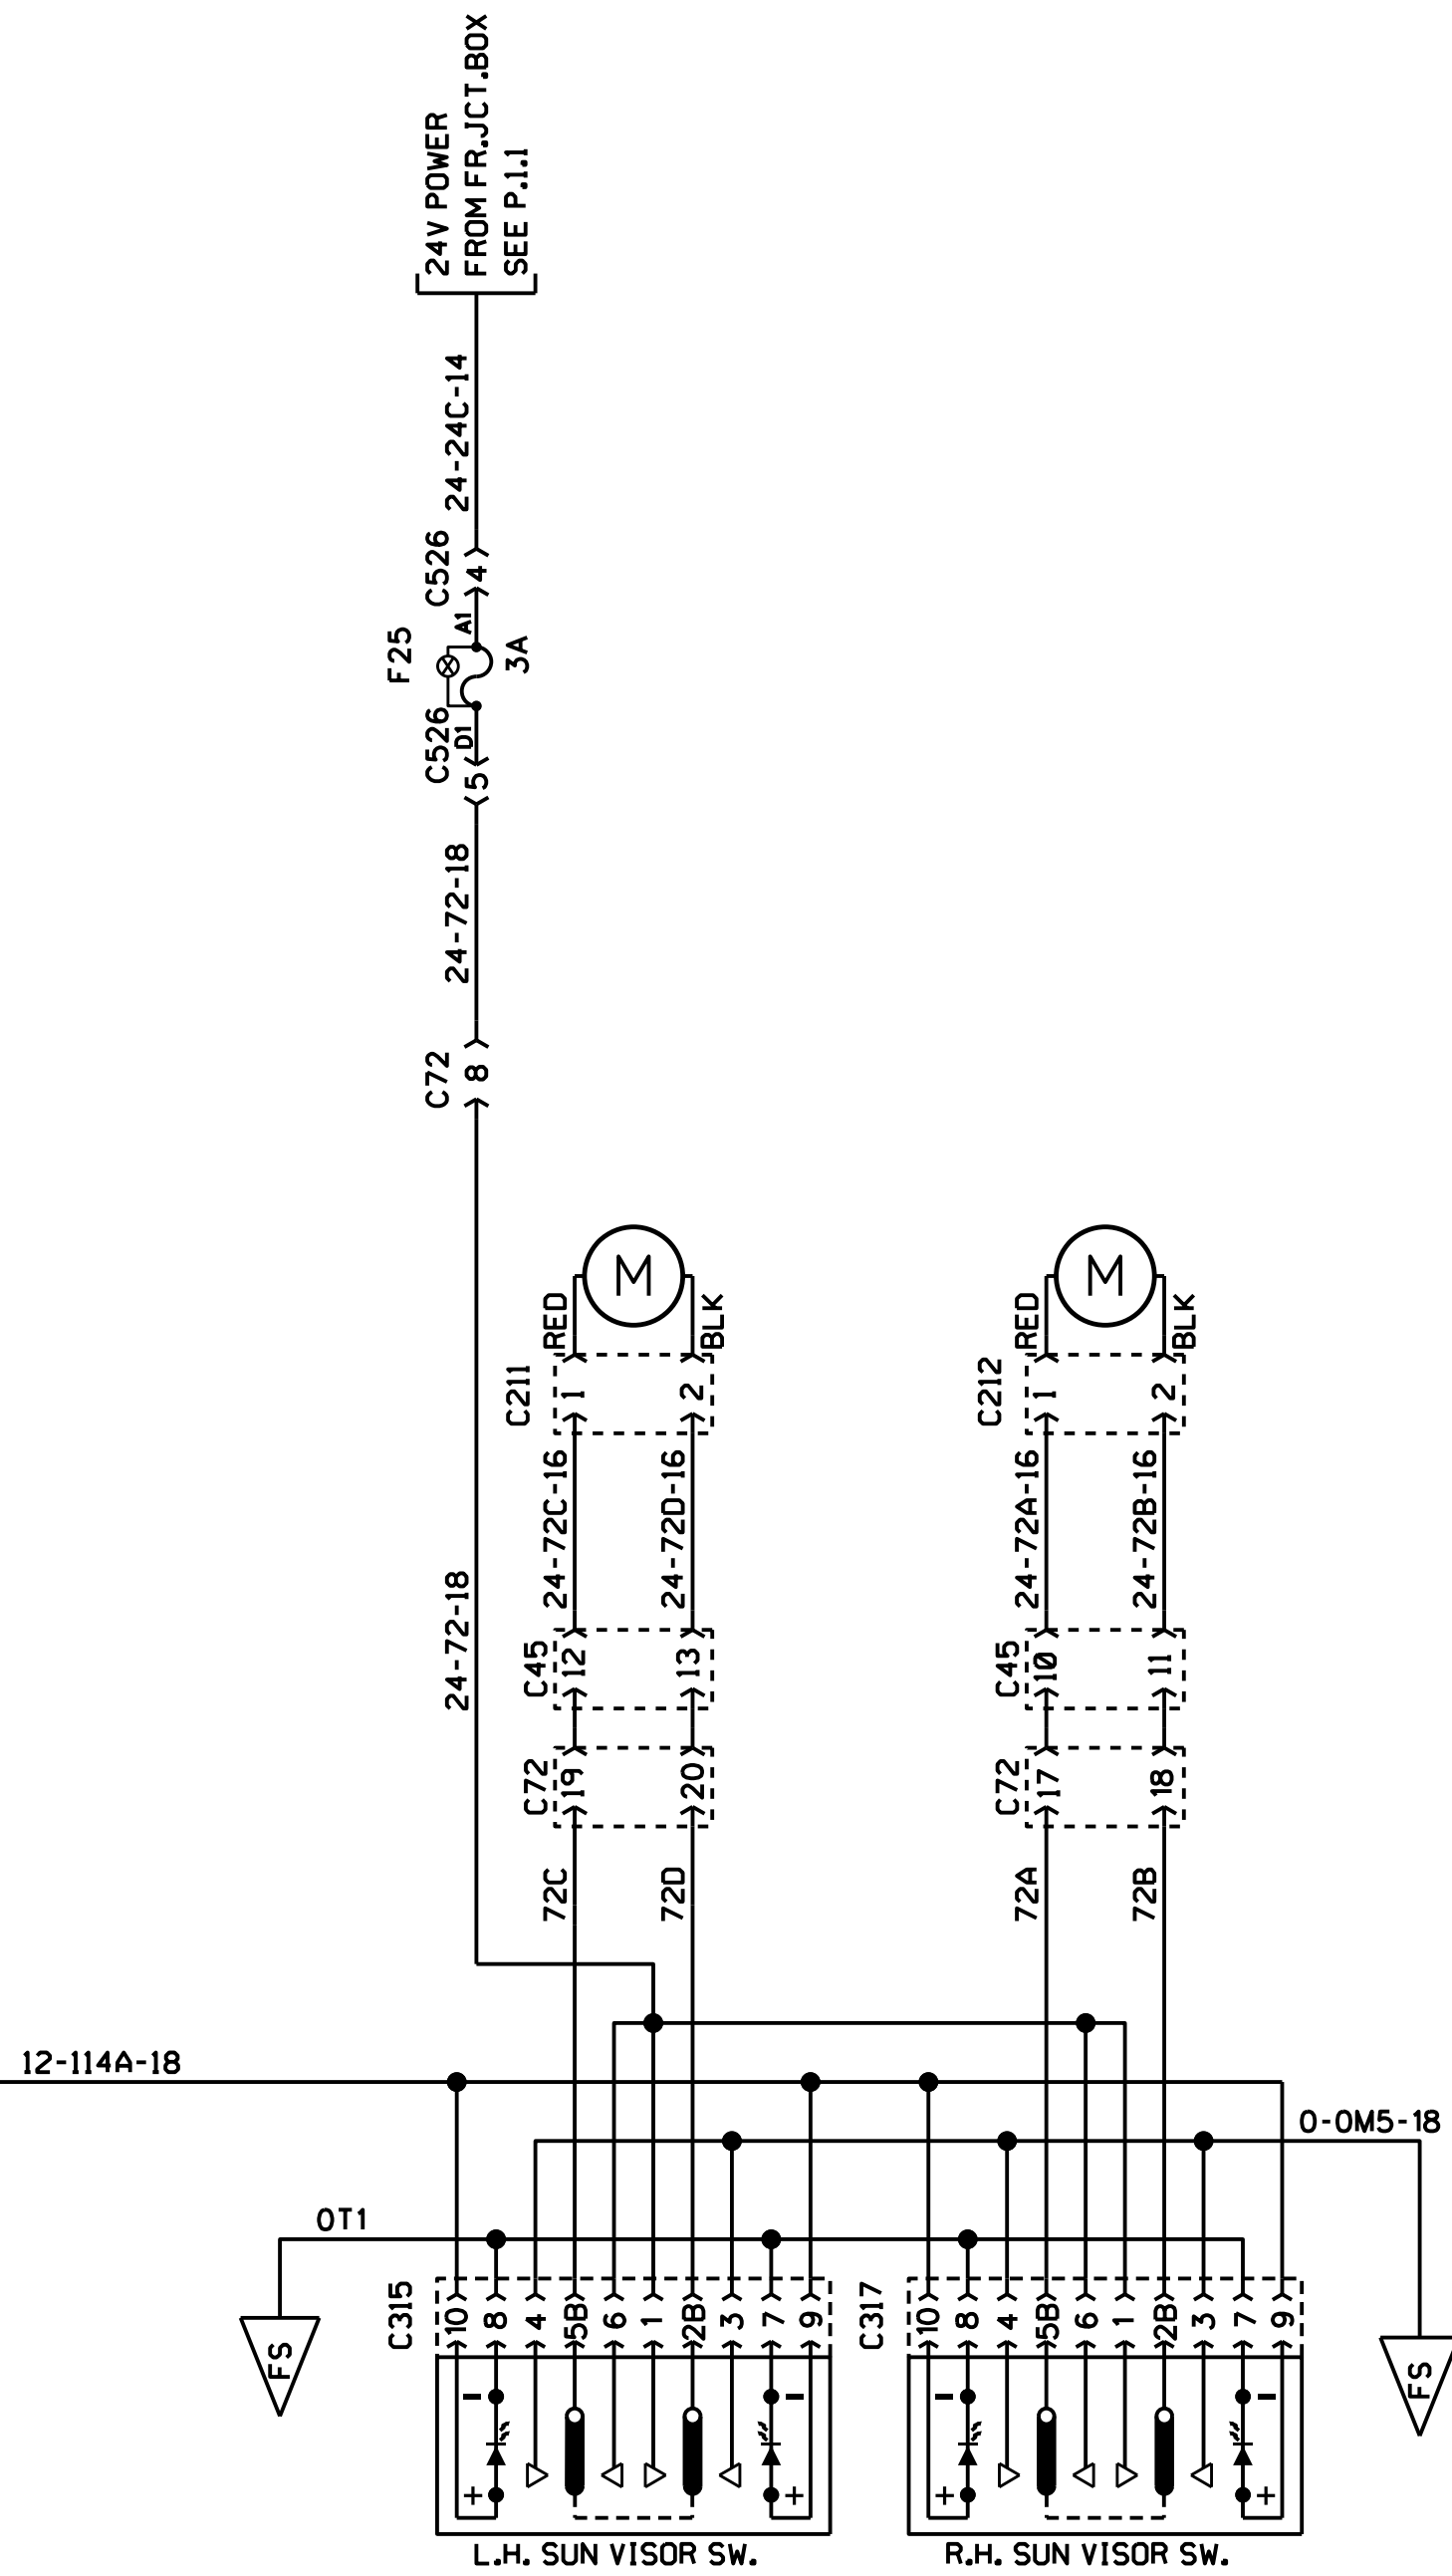 24V POWER
FROM FR.JCT.BOX
SEE P.1.1
24-24C-14
C526
4
A1
F25
3A
C526
D1
5
24-72-18
C72
8
M
M
RED
BLK
RED
BLK
C211
1
2
C212
1
2
24-72C-16
24-72D-16
24-72A-16
24-72B-16
24-72-18
C45
12
13
C45
10
11
C72
19
20
C72
17
18
72C
72D
72A
72B
12-114A-18
0-0M5-18
0T1
C315
10
8
4
5B
6
1
2B
3
7
9
C317
10
8
4
5B
6
1
2B
3
7
9
FS
FS
- -
- -
+ +
+ +
L.H. SUN VISOR SW.
R.H. SUN VISOR SW.